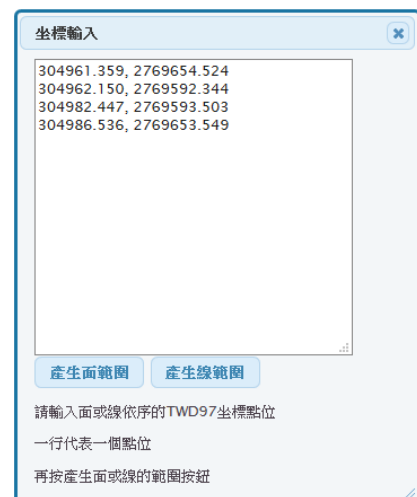 坐標輸入
304961.359, 2769654.524
304962.150, 2769592.344
304982.447, 2769593.503
304986.536, 2769653.549
產生面範圍 產生線範圍
請輸入面或線依序的TWD97坐標點位
一行代表一個點位
再按產生面或線的範圍按鈕